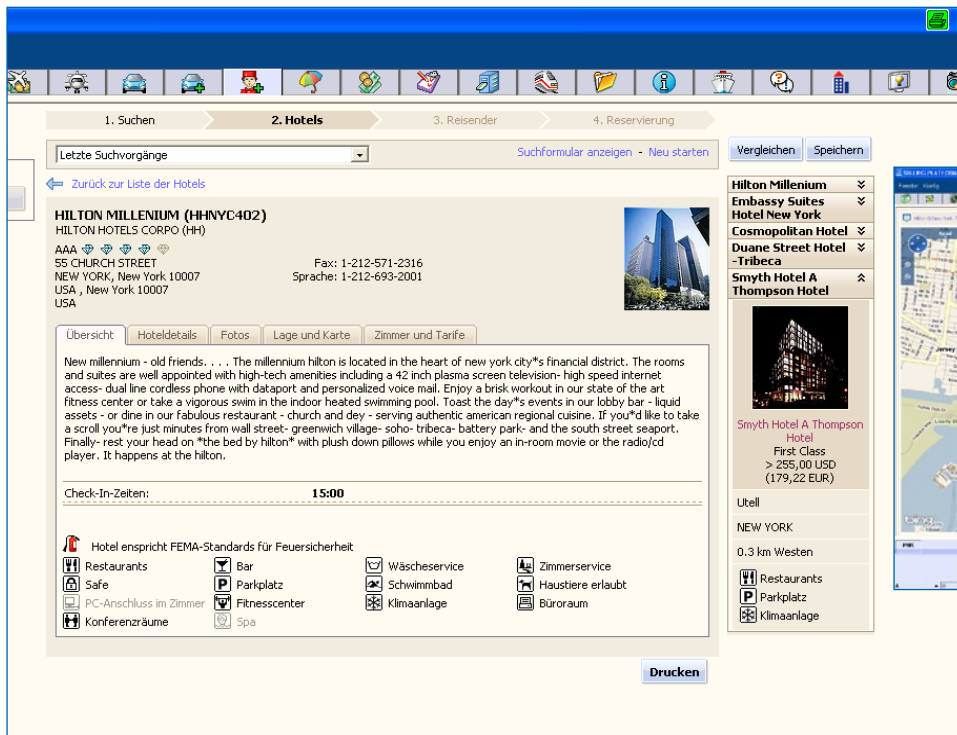 1. Suchen
2. Hotels
3. Reisender
4. Reservierung
Letzte Suchvorgänge
Suchformular anzeigen - Neu starten
Vergleichen
Speichern
Zurück zur Liste der Hotels
HILTON MILLENIUM (HHNYC402)
HILTON HOTELS CORPO (HH)
AAA
55 CHURCH STREET
NEW YORK, New York 10007
USA , New York 10007
USA
Fax: 1-212-571-2316
Sprache: 1-212-693-2001
Übersicht
Hoteldetails
Fotos
Lage und Karte
Zimmer und Tarife
New millennium - old friends. . . . The millennium hilton is located in the heart of new york city*s financial district. The rooms
and suites are well appointed with high-tech amenities including a 42 inch plasma screen television- high speed internet
access- dual line cordless phone with dataport and personalized voice mail. Enjoy a brisk workout in our state of the art
fitness center or take a vigorous swim in the indoor heated swimming pool. Toast the day*s events in our lobby bar - liquid
assets - or dine in our fabulous restaurant - church and dey - serving authentic american regional cuisine. If you*d like to take
a scroll you*re just minutes from wall street- greenwich village- soho- tribeca- battery park- and the south street seaport.
Finally- rest your head on *the bed by hilton* with plush down pillows while you enjoy an in-room movie or the radio/cd
player. It happens at the hilton.
Check-In-Zeiten: 15:00
Hotel enspricht FEMA-Standards für Feuersicherheit
Restaurants
Bar
Wäscheservice
Zimmerservice
Safe
Parkplatz
Schwimmbad
Haustiere erlaubt
PC-Anschluss im Zimmer
Fitnesscenter
Klimaanlage
Büroraum
Konferenzräume
Spa
Drucken
Hilton Millenium
Embassy Suites
Hotel New York
Cosmopolitan Hotel
Duane Street Hotel
-Tribeca
Smyth Hotel A
Thompson Hotel
Smyth Hotel A Thompson
Hotel
First Class
> 255,00 USD
(179,22 EUR)
Utell
NEW YORK
0.3 km Westen
Restaurants
Parkplatz
Klimaanlage